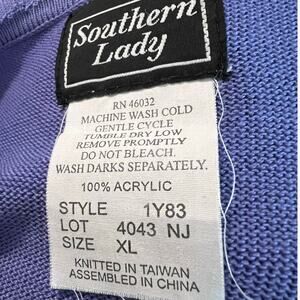 Southern
Lady
RN 46032
MACHINE WASH COLD
GENTLE CYCLE
TUMBLE DRY LOW
REMOVE PROMPTLY
DO NOT BLEACH.
WASH DARKS SEPARATELY.
100% ACRYLIC
STYLE 1Y83
LOT 4043 NJ
SIZE XL
KNITTED IN TAIWAN
ASSEMBLED IN CHINA